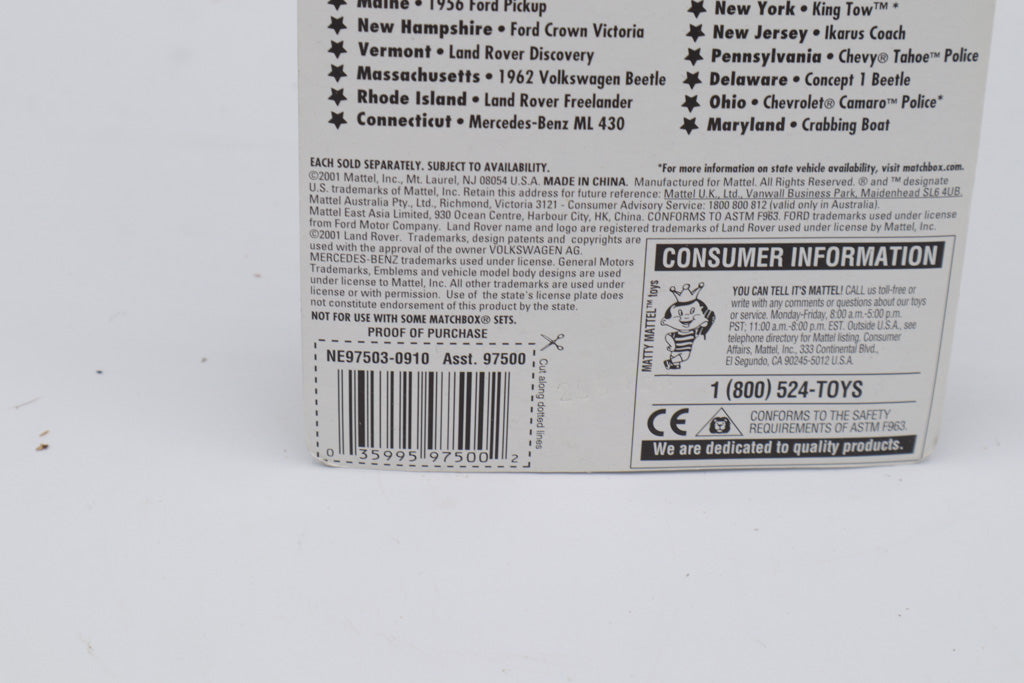 ★ Maine • 1956 Ford Pickup
★ New Hampshire • Ford Crown Victoria
★ Vermont • Land Rover Discovery
★ Massachusetts • 1962 Volkswagen Beetle
★ Rhode Island • Land Rover Freelander
★ Connecticut • Mercedes-Benz ML 430
★ New York • King Tow™ *
★ New Jersey • Ikarus Coach
★ Pennsylvania • Chevy® Tahoe™ Police
★ Delaware • Concept 1 Beetle
★ Ohio • Chevrolet® Camaro™ Police*
★ Maryland • Crabbing Boat
EACH SOLD SEPARATELY. SUBJECT TO AVAILABILITY.
*For more information on state vehicle availability, visit matchbox.com.
©2001 Mattel, Inc., Mt. Laurel, NJ 08054 U.S.A. MADE IN CHINA. Manufactured for Mattel. All Rights Reserved. ® and ™ designate
U.S. trademarks of Mattel, Inc. Retain this address for future reference: Mattel U.K., Ltd., Vanwall Business Park, Maidenhead SL6 4UB.
Mattel Australia Pty., Ltd., Richmond, Victoria 3121 - Consumer Advisory Service: 1800 800 812 (valid only in Australia).
Mattel East Asia Limited, 930 Ocean Centre, Harbour City, HK, China. CONFORMS TO ASTM F963. FORD trademarks used under license
from Ford Motor Company. Land Rover name and logo are registered trademarks of Land Rover used under license by Mattel, Inc.
©2001 Land Rover. Trademarks, design patents and copyrights are
used with the approval of the owner VOLKSWAGEN AG.
MERCEDES-BENZ trademarks used under license. General Motors
Trademarks, Emblems and vehicle model body designs are used
under license to Mattel, Inc. All other trademarks are used under
license or with permission. Use of the state's license plate does
not constitute endorsement of this product by the state.
NOT FOR USE WITH SOME MATCHBOX® SETS.
PROOF OF PURCHASE
NE97503-0910 Asst. 97500
0 35995 97500 2
Cut along dotted lines
CONSUMER INFORMATION
MATTY MATTEL™ toys
YOU CAN TELL IT'S MATTEL! CALL us toll-free or
write with any comments or questions about our toys
or service. Monday-Friday, 8:00 a.m.-5:00 p.m.
PST; 11:00 a.m.-8:00 p.m. EST. Outside U.S.A., see
telephone directory for Mattel listing. Consumer
Affairs, Mattel, Inc., 333 Continental Blvd.,
El Segundo, CA 90245-5012 U.S.A.
1 (800) 524-TOYS
CE
CONFORMS TO THE SAFETY
REQUIREMENTS OF ASTM F963.
We are dedicated to quality products.